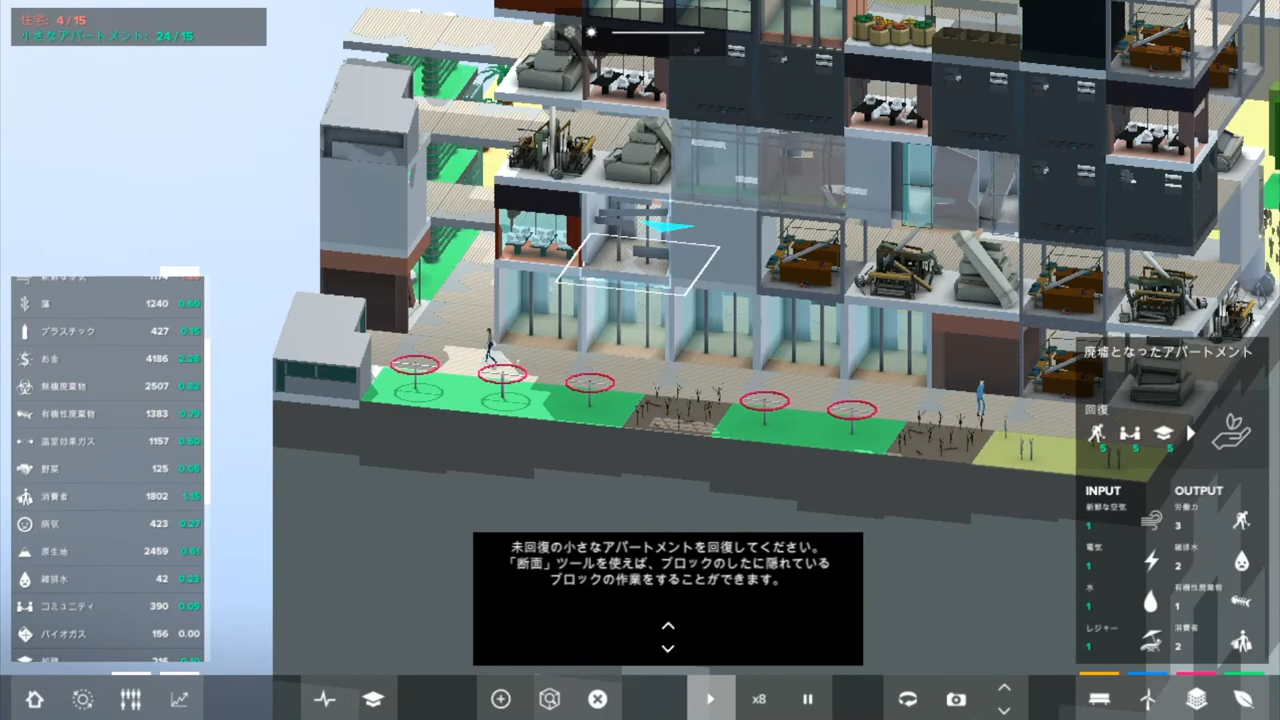 住宅: 4/15
小さなアパートメント: 24/15
藻 1240 0.60
プラスチック 427 0.15
お金 4186 2.26
無機廃棄物 2507 0.82
有機性廃棄物 1383 0.79
温室効果ガス 1157 0.60
野菜 125 0.06
消費者 1802 1.15
病気 423 0.27
原生地 2459 0.61
雑排水 42 0.23
コミュニティ 390 0.09
バイオガス 156 0.00
未回復の小さなアパートメントを回復してください。
「断面」ツールを使えば、ブロックのしたに隠れている
ブロックの作業をすることができます。
廃墟となったアパートメント
回復
5 5 5
INPUT OUTPUT
新鮮な空気 労働力
1 3
電気 雑排水
1 2
水 有機性廃棄物
1 1
レジャー 消費者
1 2
x8